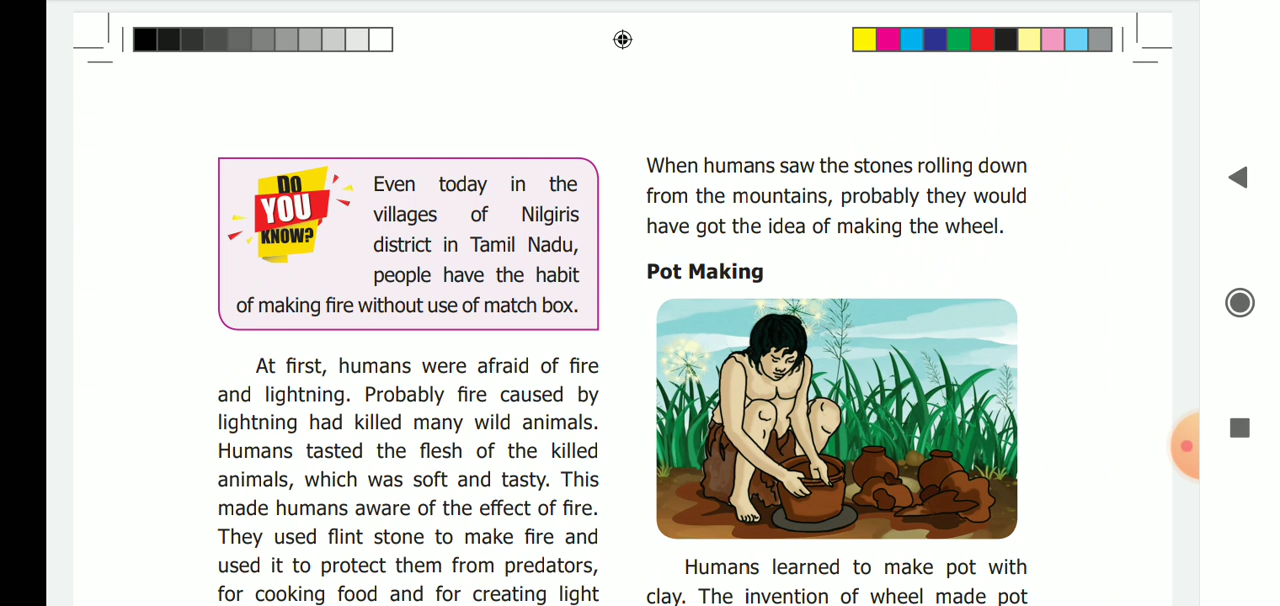 DO
YOU
KNOW?
Even today in the
villages of Nilgiris
district in Tamil Nadu,
people have the habit
of making fire without use of match box.
At first, humans were afraid of fire
and lightning. Probably fire caused by
lightning had killed many wild animals.
Humans tasted the flesh of the killed
animals, which was soft and tasty. This
made humans aware of the effect of fire.
They used flint stone to make fire and
used it to protect them from predators,
for cooking food and for creating light
When humans saw the stones rolling down
from the mountains, probably they would
have got the idea of making the wheel.
Pot Making
Humans learned to make pot with
clay. The invention of wheel made pot